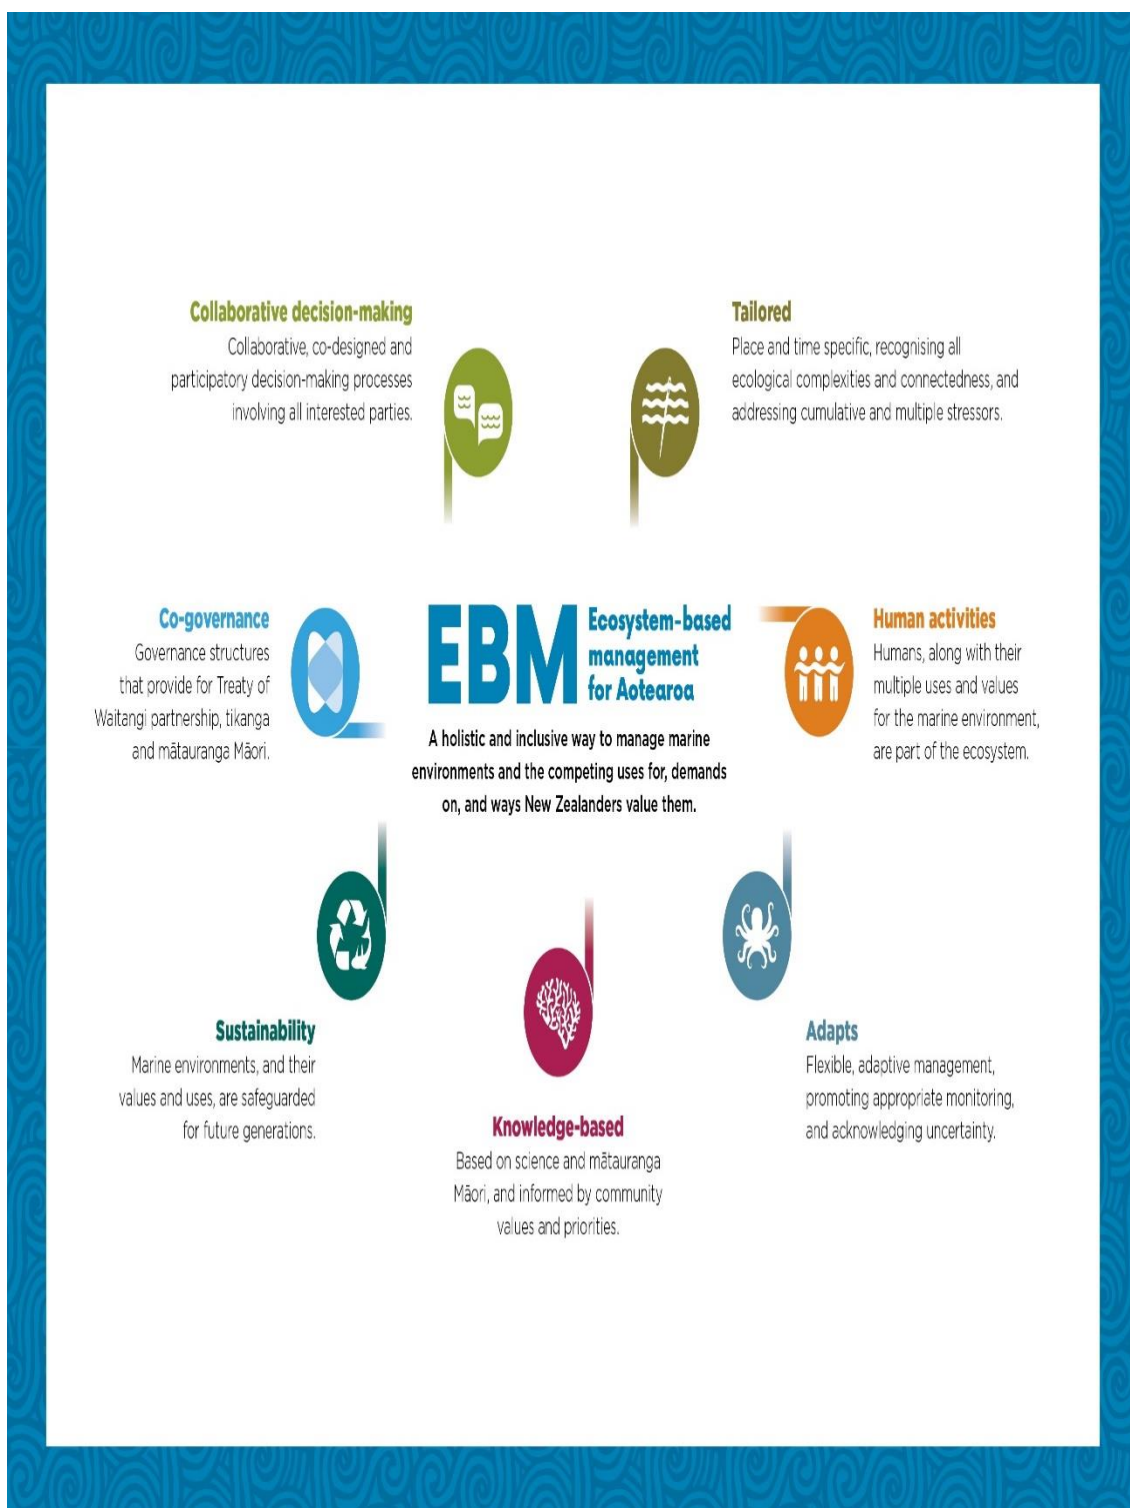 Collaborative decision-making
Collaborative, co-designed and
participatory decision-making processes
involving all interested parties.
Tailored
Place and time specific, recognising all
ecological complexities and connectedness, and
addressing cumulative and multiple stressors.
Co-governance
Governance structures
that provide for Treaty of
Waitangi partnership, tikanga
and mātauranga Māori.
EBM
Ecosystem-based
management
for Aotearoa
A holistic and inclusive way to manage marine
environments and the competing uses for, demands
on, and ways New Zealanders value them.
Human activities
Humans, along with their
multiple uses and values
for the marine environment,
are part of the ecosystem.
Sustainability
Marine environments, and their
values and uses, are safeguarded
for future generations.
Knowledge-based
Based on science and mātauranga
Māori, and informed by community
values and priorities.
Adapts
Flexible, adaptive management,
promoting appropriate monitoring,
and acknowledging uncertainty.